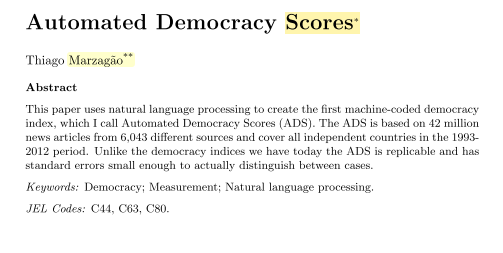 Automated Democracy Scores*
Thiago Marzagão**
Abstract
This paper uses natural language processing to create the first machine-coded democracy
index, which I call Automated Democracy Scores (ADS). The ADS is based on 42 million
news articles from 6,043 different sources and cover all independent countries in the 1993-
2012 period. Unlike the democracy indices we have today the ADS is replicable and has
standard errors small enough to actually distinguish between cases.
Keywords: Democracy; Measurement; Natural language processing.
JEL Codes: C44, C63, C80.